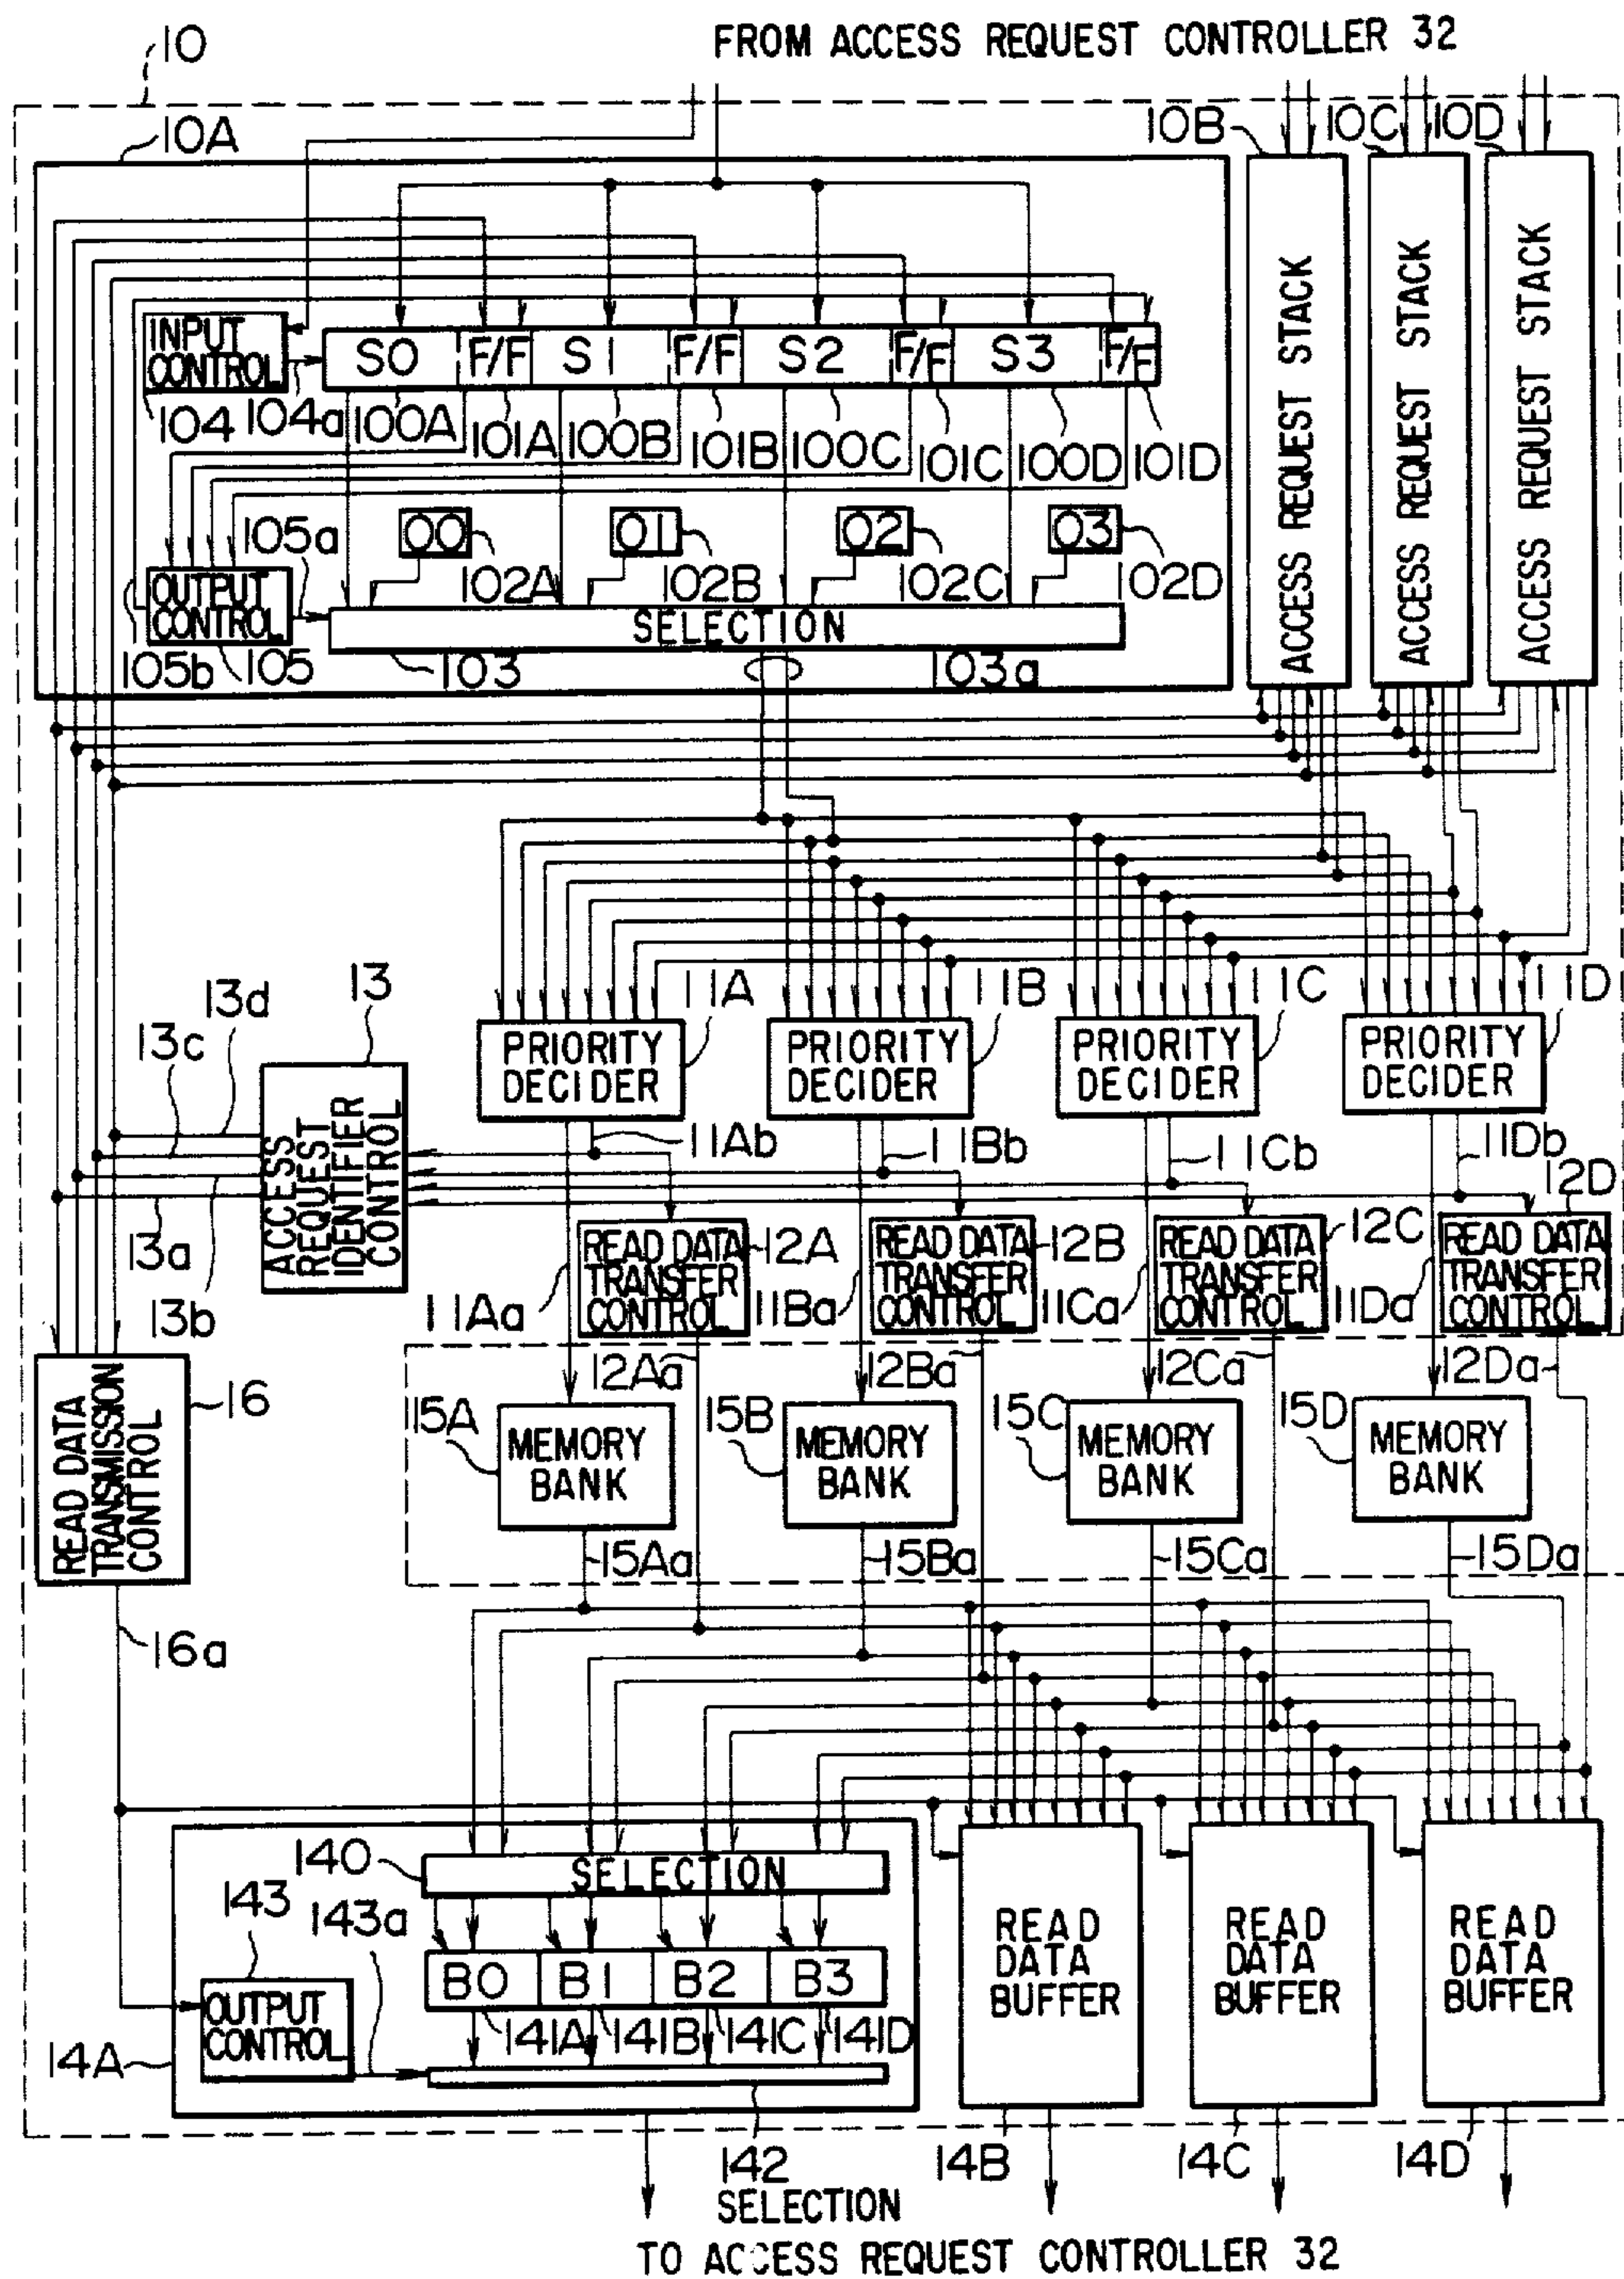 10
FROM ACCESS REQUEST CONTROLLER 32
10A
10B
10C
10D
INPUT
CONTROL
S0
F/F
S1
F/F
S2
F/F
S3
F/F
104
104a
100A
101A
100B
101B
100C
101C
100D
101D
ACCESS REQUEST STACK
ACCESS REQUEST STACK
ACCESS REQUEST STACK
105a
00
01
02
03
102A
102B
102C
102D
OUTPUT
CONTROL
SELECTION
105b
105
103
103a
11A
11B
11C
11D
13
13d
13c
PRIORITY
DECIDER
PRIORITY
DECIDER
PRIORITY
DECIDER
PRIORITY
DECIDER
ACCESS
REQUEST
IDENTIFIER
CONTROL
11Ab
11Bb
11Cb
11Db
13a
13b
READ DATA
TRANSFER
CONTROL
12A
READ DATA
TRANSFER
CONTROL
12B
READ DATA
TRANSFER
CONTROL
12C
READ DATA
TRANSFER
CONTROL
12D
11Aa
11Ba
11Ca
11Da
12Aa
12Ba
12Ca
12Da
READ DATA
TRANSMISSION
CONTROL
16
15A
MEMORY
BANK
15B
MEMORY
BANK
15C
MEMORY
BANK
15D
MEMORY
BANK
15Aa
15Ba
15Ca
15Da
16a
140
SELECTION
143
143a
B0
B1
B2
B3
OUTPUT
CONTROL
141A
141B
141C
141D
14A
READ
DATA
BUFFER
READ
DATA
BUFFER
READ
DATA
BUFFER
142
SELECTION
14B
14C
14D
TO ACCESS REQUEST CONTROLLER 32